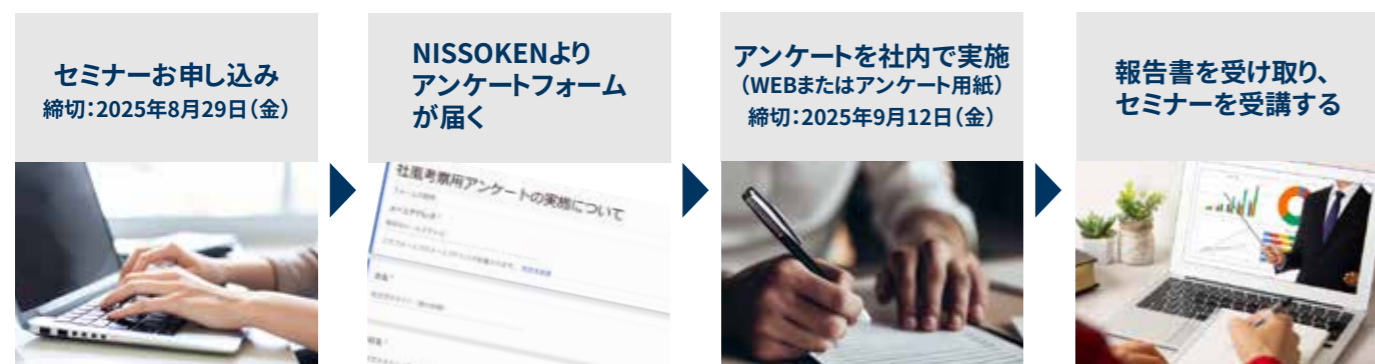 セミナーお申し込み
締切：2025年8月29日（金）
NISSOKENより
アンケートフォーム
が届く
アンケートを社内で実施
（WEBまたはアンケート用紙）
締切：2025年9月12日（金）
報告書を受け取り、
セミナーを受講する
社風考察用アンケートの実施について